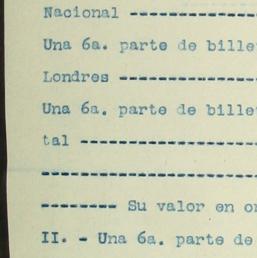 Nacional ------------
Una 6a. parte de bille
Londres -------------
Una 6a. parte de bille
tal -----------------
---------------------
-------- Su valor en o
II. - Una 6a. parte de